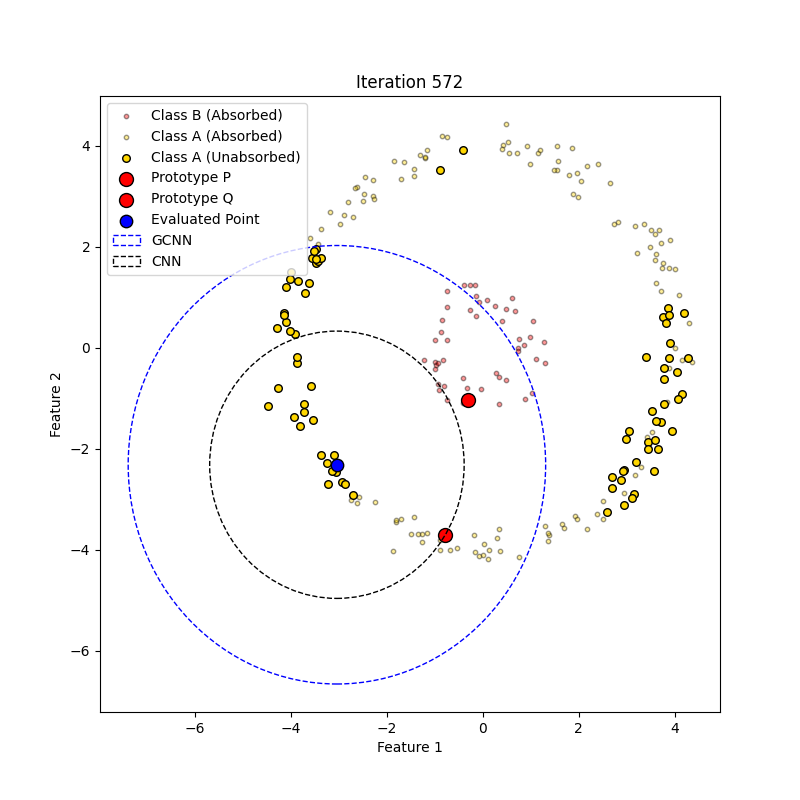 Iteration 572
Class B (Absorbed)
Class A (Absorbed)
Class A (Unabsorbed)
Prototype P
Prototype Q
Evaluated Point
GCNN
CNN
4
2
0
−2
−4
−6
Feature 2
−6 −4 −2 0 2 4
Feature 1